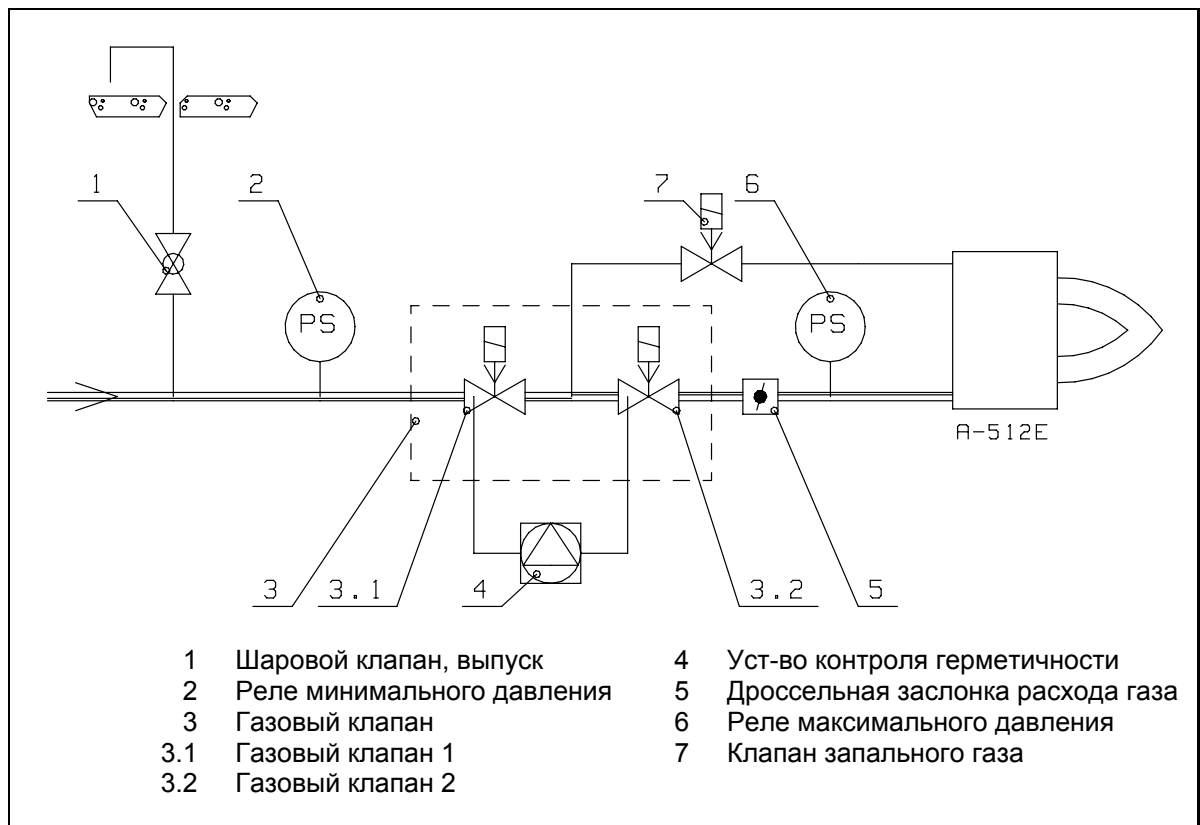 1
2
7
6
PS
PS
A-512E
3
3.1
4
3.2
5
1 Шаровой клапан, выпуск
2 Реле минимального давления
3 Газовый клапан
3.1 Газовый клапан 1
3.2 Газовый клапан 2
4 Уст-во контроля герметичности
5 Дроссельная заслонка расхода газа
6 Реле максимального давления
7 Клапан запального газа